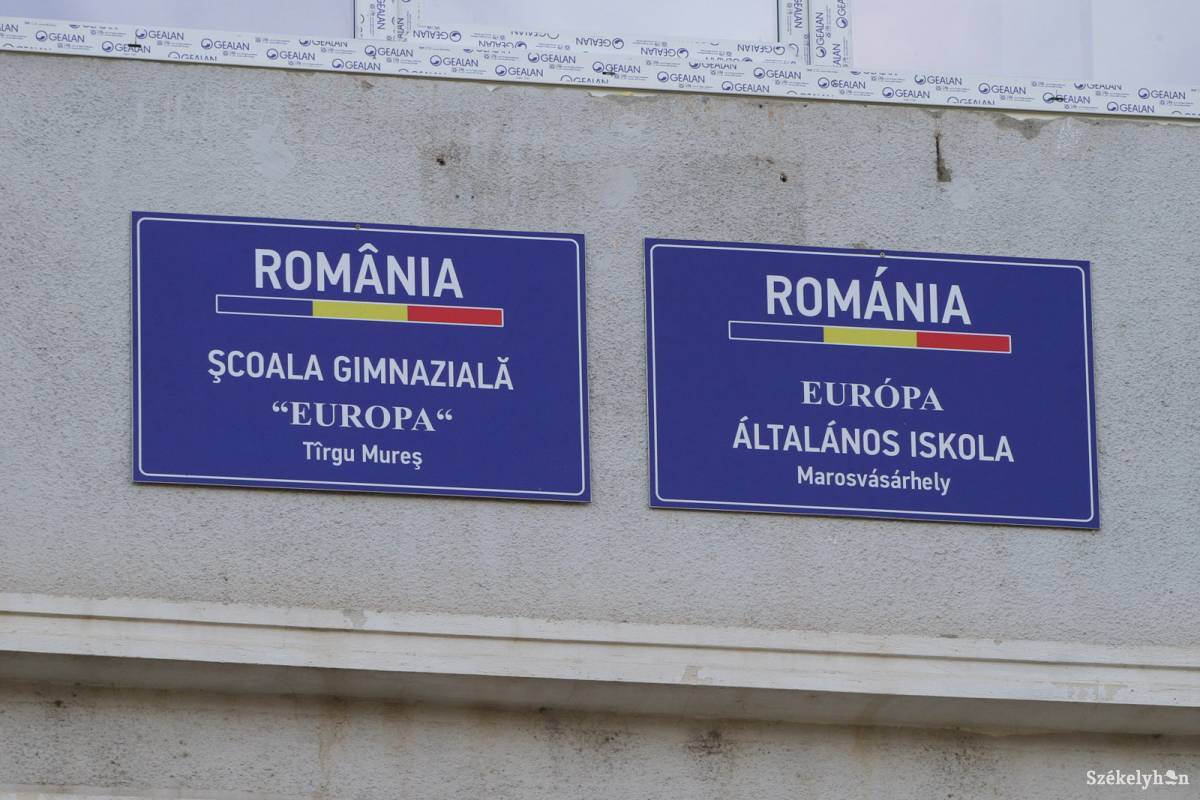 GEALAN
ROMÂNIA
ŞCOALA GIMNAZIALĂ
“EUROPA“
Tîrgu Mureş
ROMÁNIA
EURÓPA
ÁLTALÁNOS ISKOLA
Marosvásárhely
Székelyhon